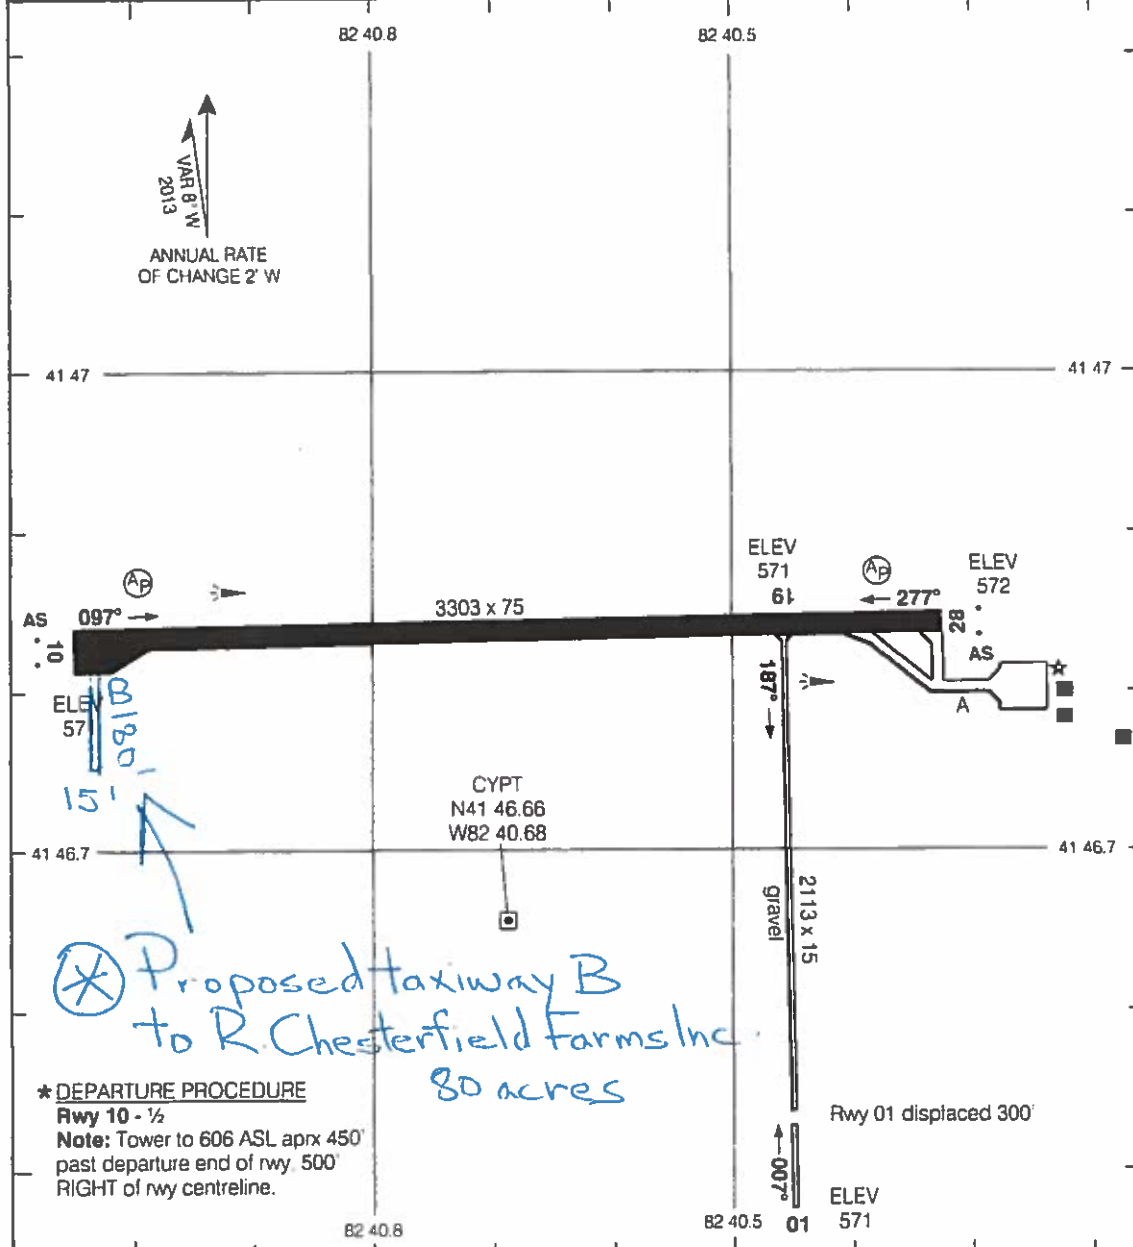 82 40.8
82 40.5
VAR 8° W
2013
ANNUAL RATE
OF CHANGE 2' W
41 47
41 47
ELEV
571
19
AP
277°
ELEV
572
28
AS
AP
AS
097°
10
3303 x 75
187°
A
ELE
57
B
180
15'
CYPT
N41 46.66
W82 40.68
41 46.7
41 46.7
2113 x 15
gravel
Proposed taxiway B
to R Chesterfield Farms Inc
80 acres
* DEPARTURE PROCEDURE
Rwy 10 - ½
Note: Tower to 606 ASL aprx 450'
past departure end of rwy 500'
RIGHT of rwy centreline.
Rwy 01 displaced 300'
007°
ELEV
571
01
82 40.8
82 40.5